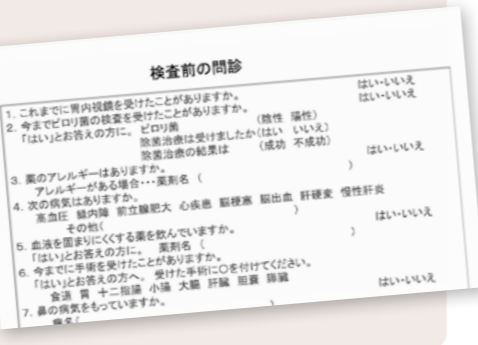 検査前の問診
1. これまでに胃内視鏡を受けたことがありますか。 はい・いいえ
2. 今までピロリ菌の検査を受けたことがありますか。 はい・いいえ
「はい」とお答えの方に。 ピロリ菌 (陰性 陽性)
除菌治療は受けましたか(はい いいえ)
除菌治療の結果は (成功 不成功)
3. 薬のアレルギーはありますか。 はい・いいえ
アレルギーがある場合・・・薬剤名 ( )
4. 次の病気はありますか。
高血圧 緑内障 前立腺肥大 心疾患 脳梗塞 脳出血 肝硬変 慢性肝炎
その他( )
5. 血液を固まりにくくする薬を飲んでいますか。 はい・いいえ
「はい」とお答えの方に。 薬剤名 ( )
6. 今までに手術を受けたことがありますか。
「はい」とお答えの方へ。 受けた手術に○を付けてください。
食道 胃 十二指腸 小腸 大腸 肝臓 胆嚢 膵臓
7. 鼻の病気をもっていますか。 はい・いいえ
病名( )